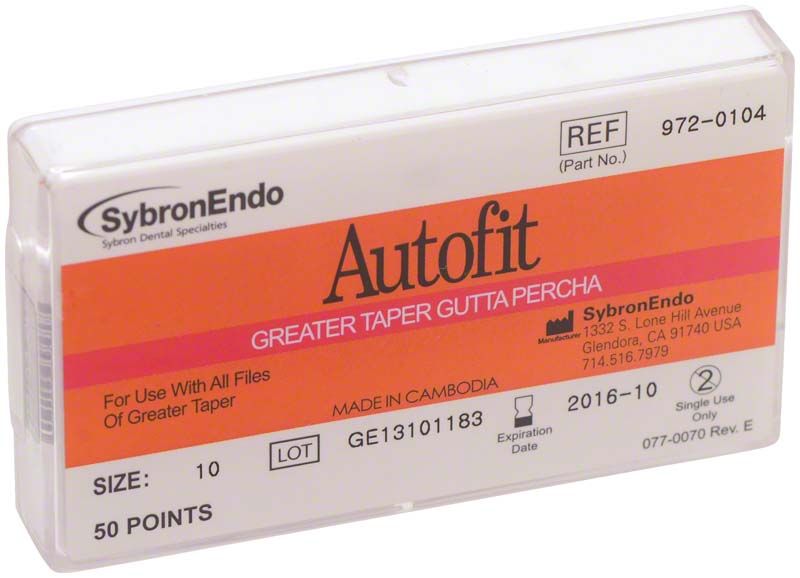 REF
(Part No.)
972-0104
SybronEndo
Sybron Dental Specialties
Autofit
GREATER TAPER GUTTA PERCHA
SybronEndo
Manufacturer
1332 S. Lone Hill Avenue
Glendora, CA 91740 USA
714.516.7979
For Use With All Files
Of Greater Taper
MADE IN CAMBODIA
SIZE: 10
LOT GE13101183
Expiration
Date
2016-10
2
Single Use
Only
077-0070 Rev. E
50 POINTS